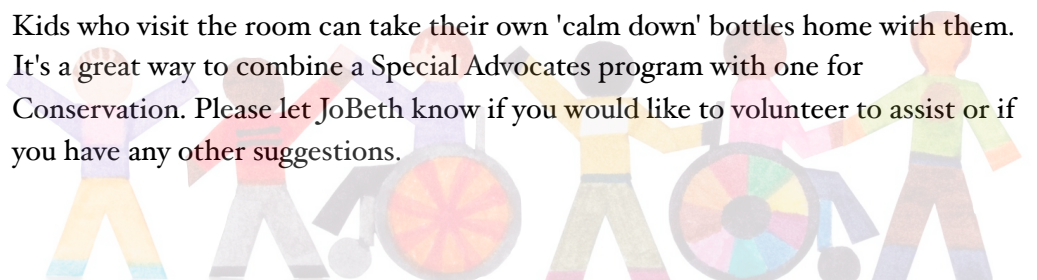 Kids who visit the room can take their own 'calm down' bottles home with them.
It's a great way to combine a Special Advocates program with one for
Conservation. Please let JoBeth know if you would like to volunteer to assist or if
you have any other suggestions.